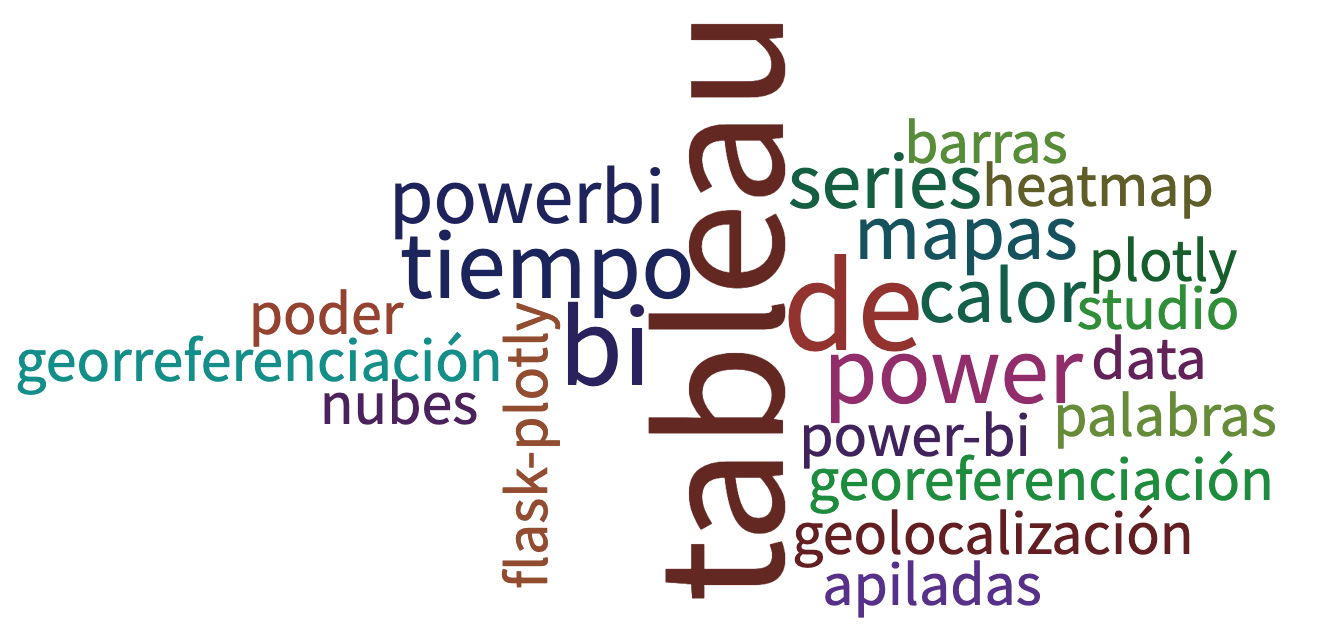 tableau
barras
series
heatmap
powerbi
mapas
tiempo
plotly
de
calor
studio
poder
bi
georreferenciación
power
data
nubes
flask-plotly
power-bi
palabras
georeferenciación
geolocalización
apiladas